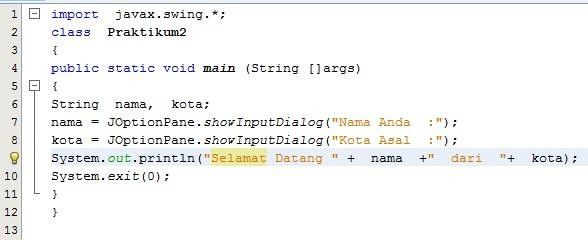 1 import javax.swing.*;
2 class Praktikum2
3 {
4 public static void main (String []args)
5 {
6 String nama, kota;
7 nama = JOptionPane.showInputDialog("Nama Anda :");
8 kota = JOptionPane.showInputDialog("Kota Asal :");
System.out.println("Selamat Datang " + nama +" dari "+ kota);
10 System.exit(0);
11 }
12 }
13